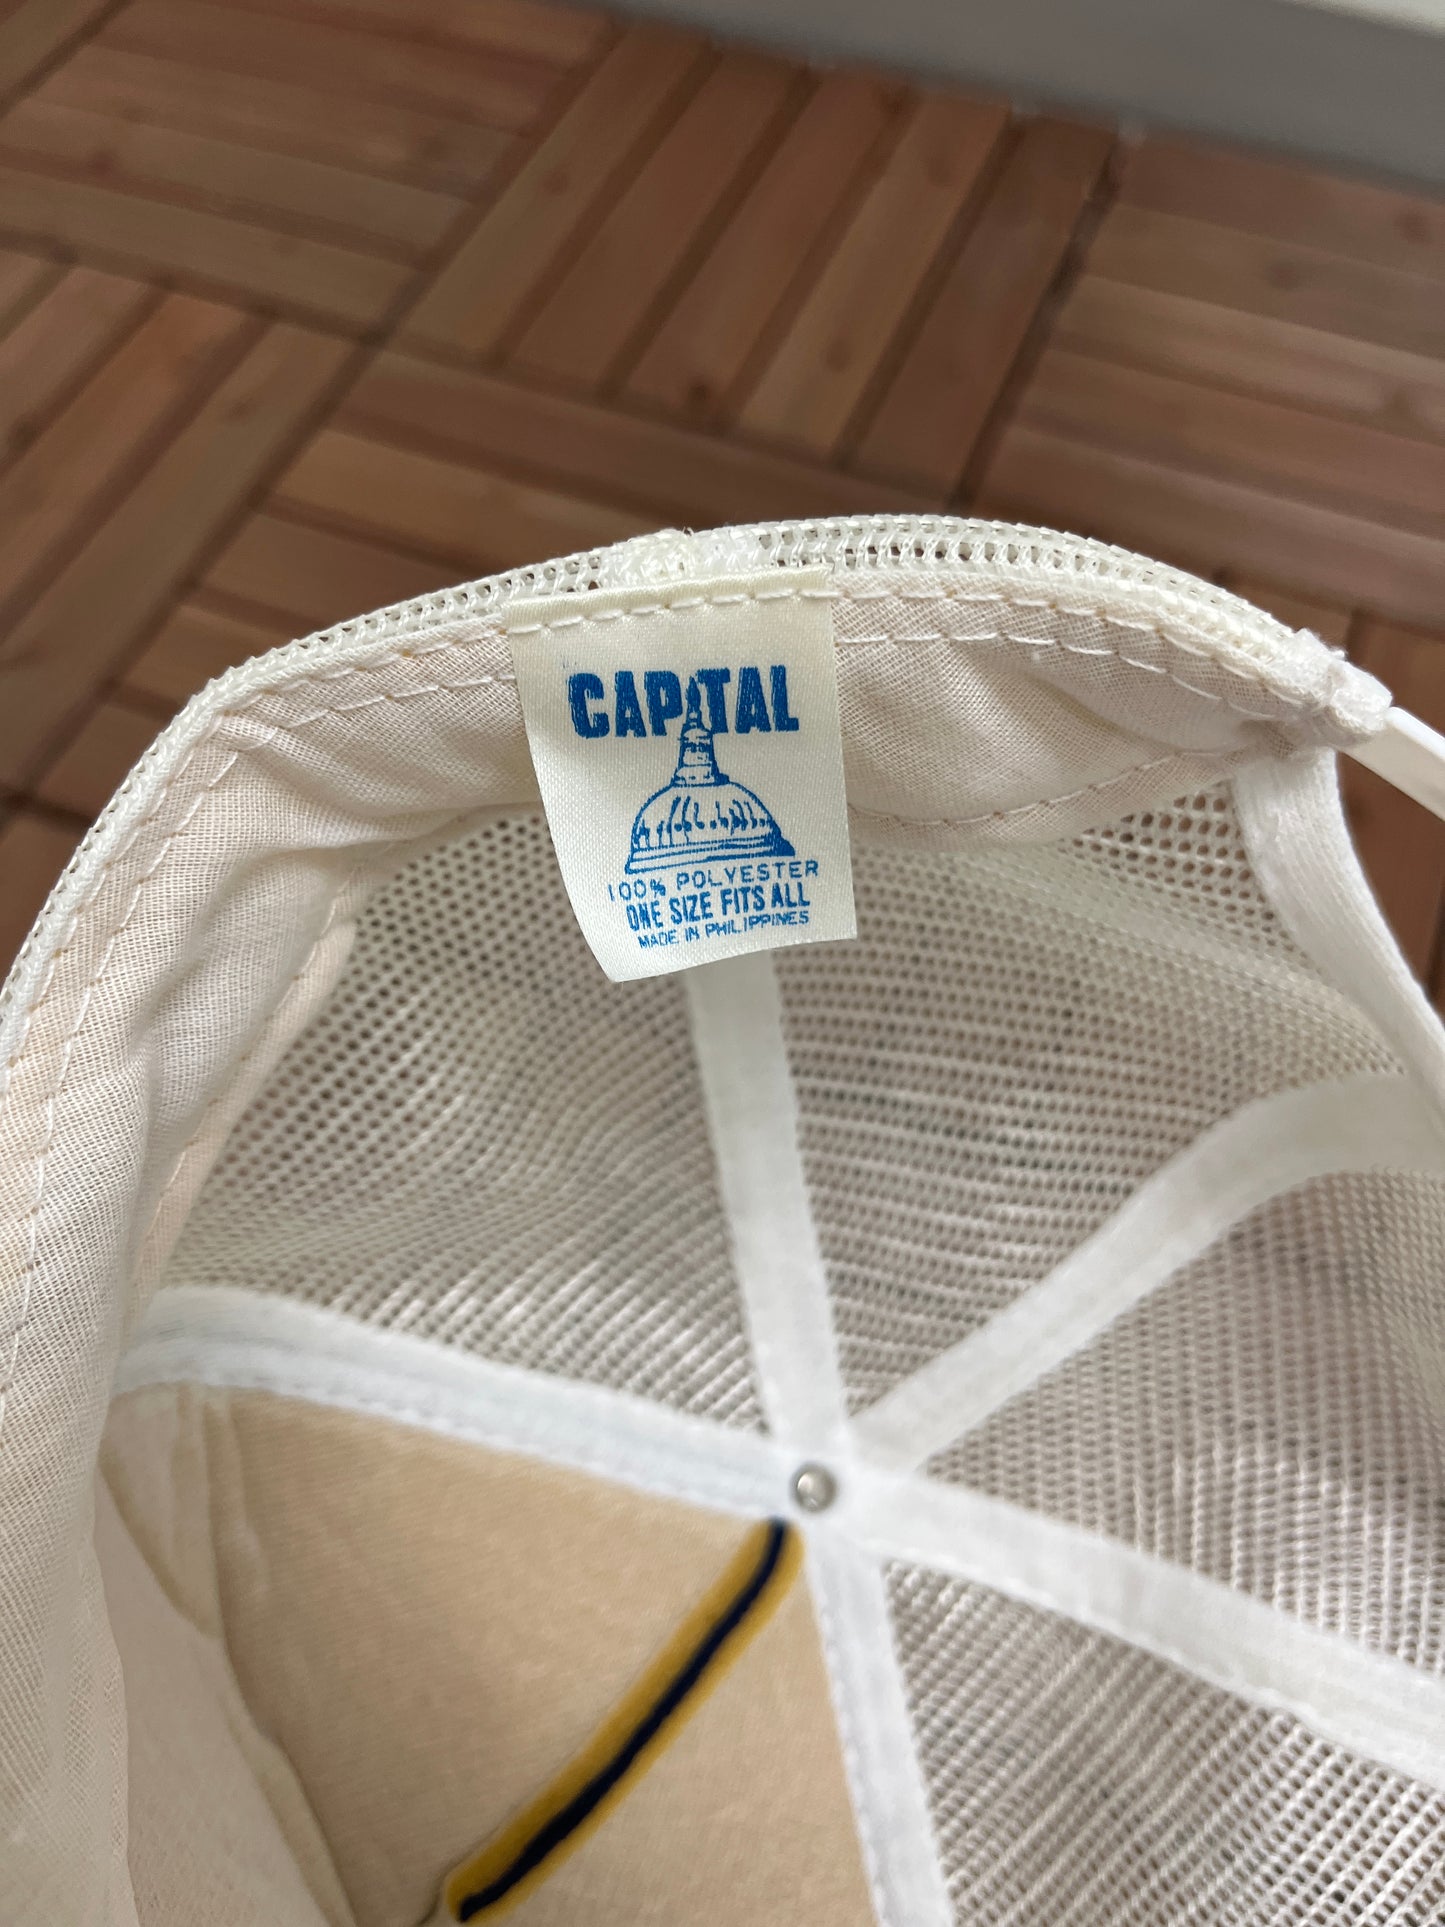 CAPITAL
100% POLYESTER
ONE SIZE FITS ALL
MADE IN PHILIPPINES